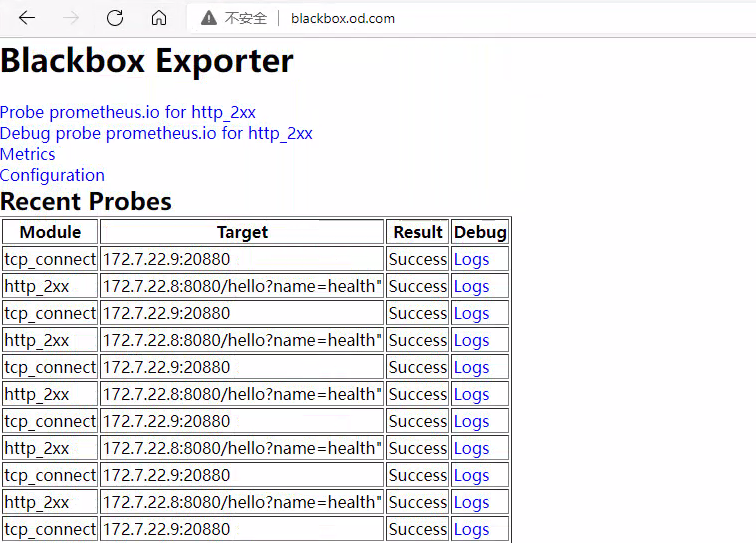 不安全 | blackbox.od.com
Blackbox Exporter
Probe prometheus.io for http_2xx
Debug probe prometheus.io for http_2xx
Metrics
Configuration
Recent Probes
Module Target Result Debug
tcp_connect 172.7.22.9:20880 Success Logs
http_2xx 172.7.22.8:8080/hello?name=health" Success Logs
tcp_connect 172.7.22.9:20880 Success Logs
http_2xx 172.7.22.8:8080/hello?name=health" Success Logs
tcp_connect 172.7.22.9:20880 Success Logs
http_2xx 172.7.22.8:8080/hello?name=health" Success Logs
tcp_connect 172.7.22.9:20880 Success Logs
http_2xx 172.7.22.8:8080/hello?name=health" Success Logs
tcp_connect 172.7.22.9:20880 Success Logs
http_2xx 172.7.22.8:8080/hello?name=health" Success Logs
tcp_connect 172.7.22.9:20880 Success Logs